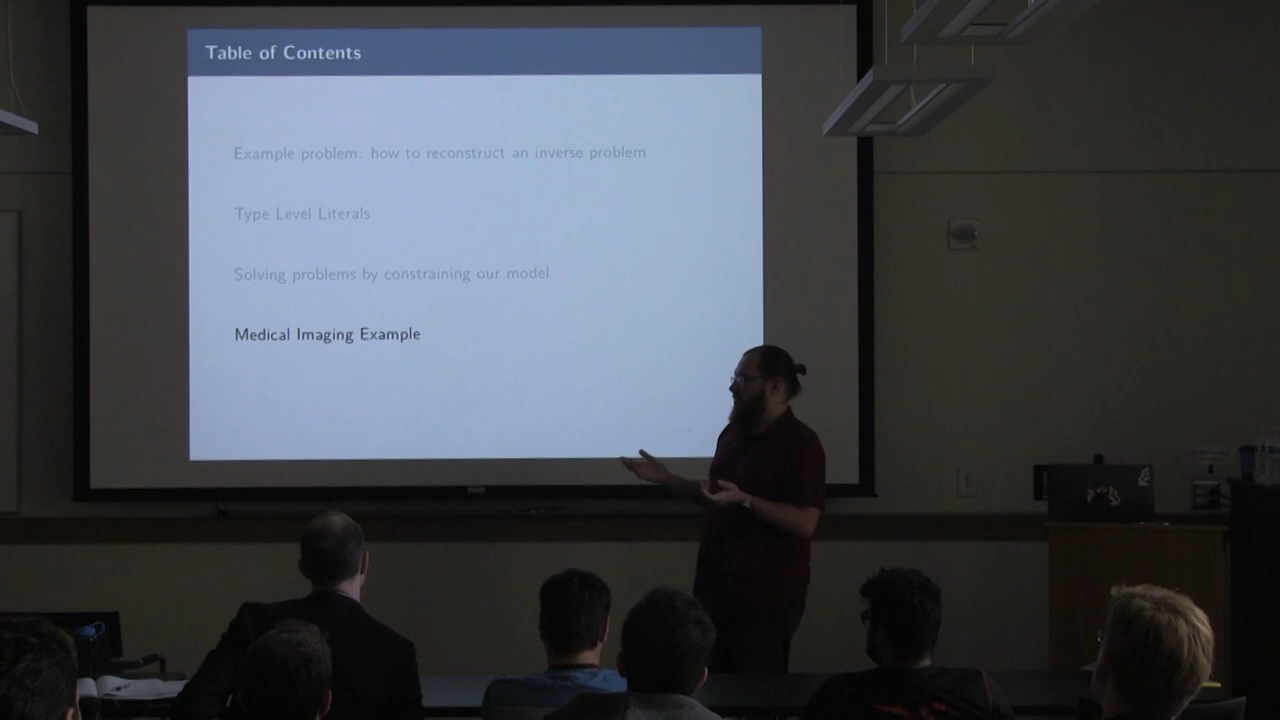 Table of Contents
Example problem: how to reconstruct an inverse problem
Type Level Literals
Solving problems by constraining our model
Medical Imaging Example